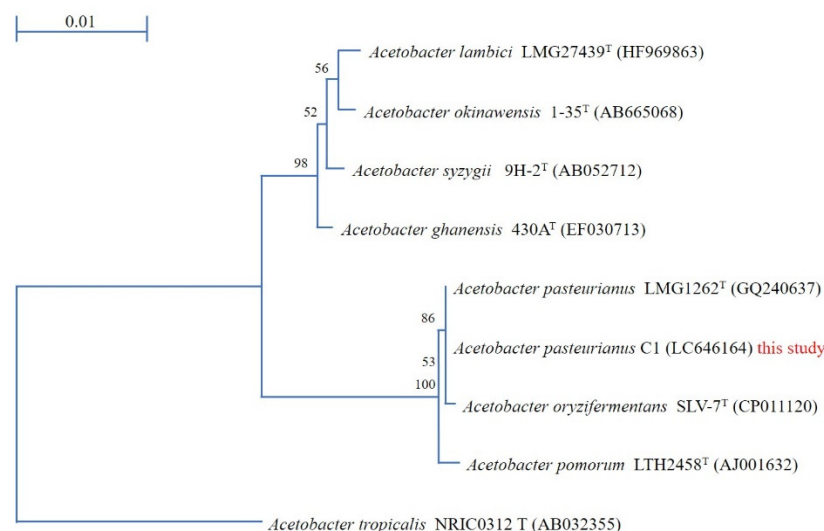 0.01
56
Acetobacter lambici LMG27439ᵀ (HF969863)
52
Acetobacter okinawensis 1-35ᵀ (AB665068)
98
Acetobacter syzygii 9H-2ᵀ (AB052712)
Acetobacter ghanensis 430Aᵀ (EF030713)
Acetobacter pasteurianus LMG1262ᵀ (GQ240637)
86
Acetobacter pasteurianus C1 (LC646164) this study
53
100
Acetobacter oryzifermentans SLV-7ᵀ (CP011120)
Acetobacter pomorum LTH2458ᵀ (AJ001632)
Acetobacter tropicalis NRIC0312 T (AB032355)